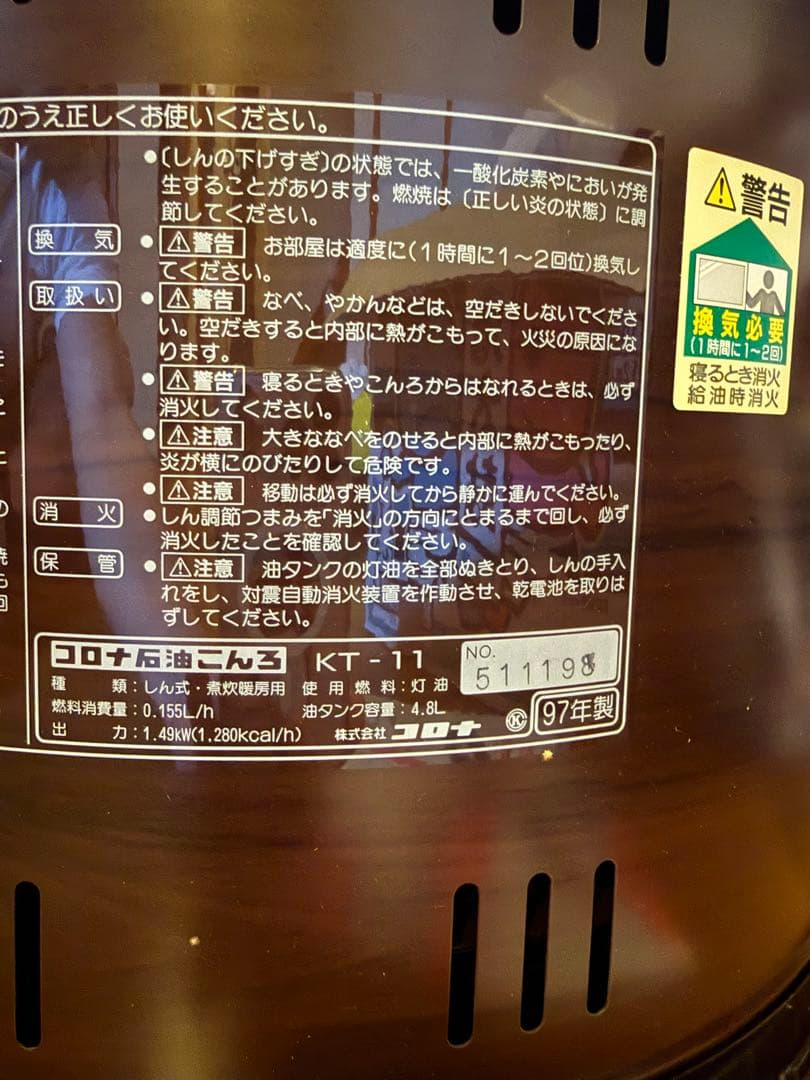 のうえ正しくお使いください。
●〔しんの下げすぎ〕の状態では、一酸化炭素やにおいが発
生することがあります。燃焼は〔正しい炎の状態〕に調
節してください。
換気 ●⚠警告 お部屋は適度に(1時間に1〜2回位)換気し
てください。
取扱い ●⚠警告 なべ、やかんなどは、空だきしないでくださ
い。空だきすると内部に熱がこもって、火災の原因にな
ります。
●⚠警告 寝るときやこんろからはなれるときは、必ず
消火してください。
●⚠注意 大きななべをのせると内部に熱がこもったり、
炎が横にのびたりして危険です。
●⚠注意 移動は必ず消火してから静かに運んでください。
消火 ●しん調節つまみを「消火」の方向にとまるまで回し、必ず
消火したことを確認してください。
保管 ●⚠注意 油タンクの灯油を全部ぬきとり、しんの手入
れをし、対震自動消火装置を作動させ、乾電池を取りは
ずしてください。
コロナ石油こんろ KT-11 NO.
種類:しん式・煮炊暖房用 使用燃料:灯油
燃料消費量:0.155L/h 油タンク容量:4.8L
出力:1.49kW(1,280kcal/h) 株式会社コロナ Ⓚ 97年製
⚠警告
換気必要
(1時間に1〜2回)
寝るとき消火
給油時消火